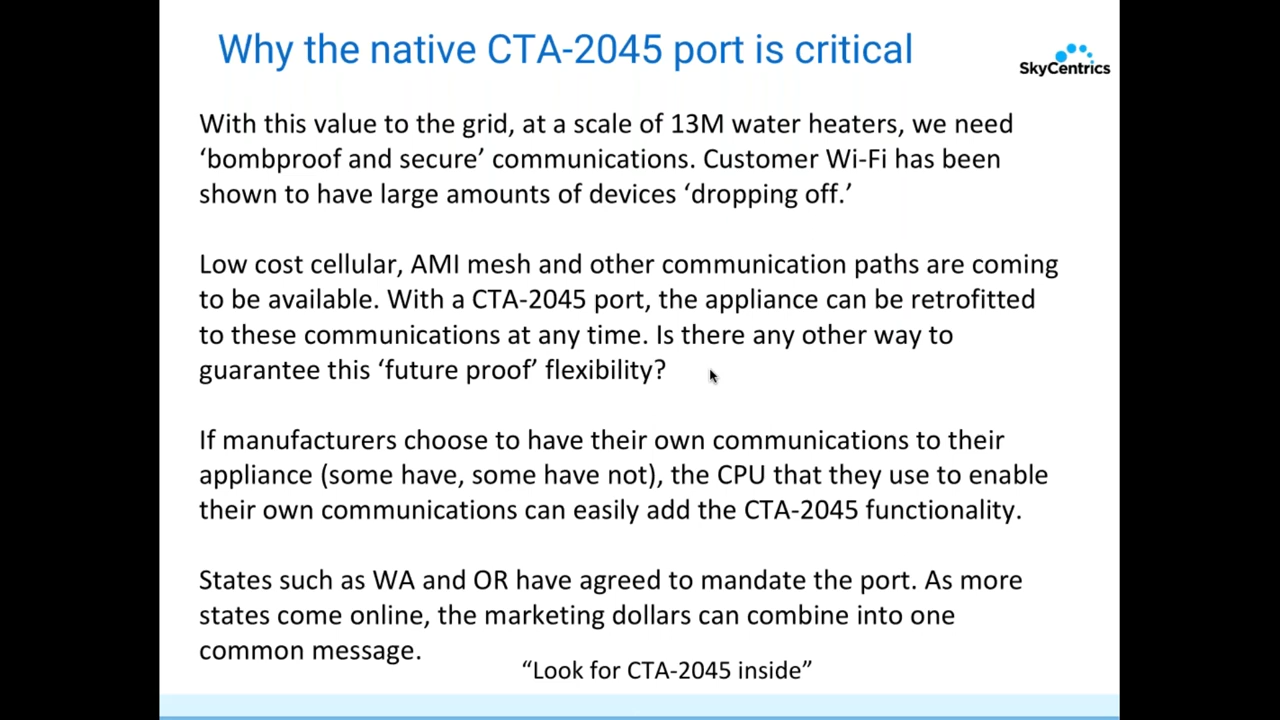 Why the native CTA-2045 port is critical
SkyCentrics
With this value to the grid, at a scale of 13M water heaters, we need
‘bombproof and secure’ communications. Customer Wi-Fi has been
shown to have large amounts of devices ‘dropping off.’
Low cost cellular, AMI mesh and other communication paths are coming
to be available. With a CTA-2045 port, the appliance can be retrofitted
to these communications at any time. Is there any other way to
guarantee this ‘future proof’ flexibility?
If manufacturers choose to have their own communications to their
appliance (some have, some have not), the CPU that they use to enable
their own communications can easily add the CTA-2045 functionality.
States such as WA and OR have agreed to mandate the port. As more
states come online, the marketing dollars can combine into one
common message.
“Look for CTA-2045 inside”